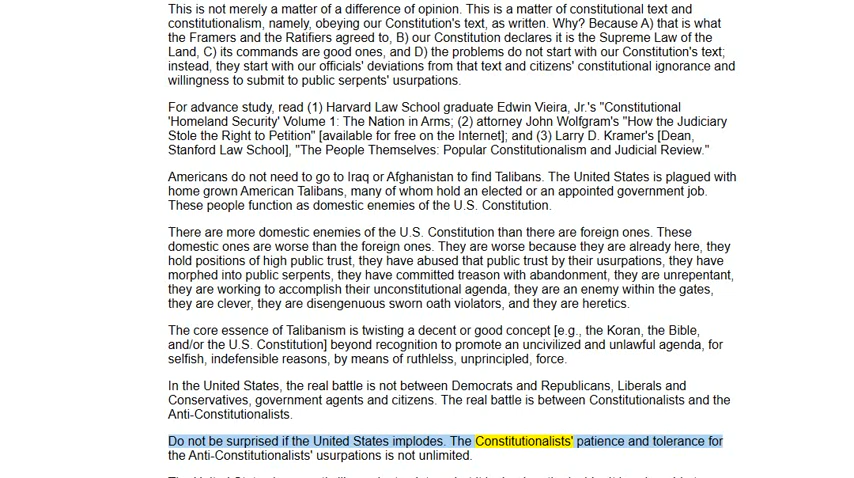 This is not merely a matter of a difference of opinion. This is a matter of constitutional text and
constitutionalism, namely, obeying our Constitution's text, as written. Why? Because A) that is what
the Framers and the Ratifiers agreed to, B) our Constitution declares it is the Supreme Law of the
Land, C) its commands are good ones, and D) the problems do not start with our Constitution's text;
instead, they start with our officials' deviations from that text and citizens' constitutional ignorance and
willingness to submit to public serpents' usurpations.
For advance study, read (1) Harvard Law School graduate Edwin Vieira, Jr.'s "Constitutional
'Homeland Security' Volume 1: The Nation in Arms; (2) attorney John Wolfgram's "How the Judiciary
Stole the Right to Petition" [available for free on the Internet]; and (3) Larry D. Kramer's [Dean,
Stanford Law School], "The People Themselves: Popular Constitutionalism and Judicial Review."
Americans do not need to go to Iraq or Afghanistan to find Talibans. The United States is plagued with
home grown American Talibans, many of whom hold an elected or an appointed government job.
These people function as domestic enemies of the U.S. Constitution.
There are more domestic enemies of the U.S. Constitution than there are foreign ones. These
domestic ones are worse than the foreign ones. They are worse because they are already here, they
hold positions of high public trust, they have abused that public trust by their usurpations, they have
morphed into public serpents, they have committed treason with abandonment, they are unrepentant,
they are working to accomplish their unconstitutional agenda, they are an enemy within the gates,
they are clever, they are disengenuous sworn oath violators, and they are heretics.
The core essence of Talibanism is twisting a decent or good concept [e.g., the Koran, the Bible,
and/or the U.S. Constitution] beyond recognition to promote an uncivilized and unlawful agenda, for
selfish, indefensible reasons, by means of ruthlelss, unprincipled, force.
In the United States, the real battle is not between Democrats and Republicans, Liberals and
Conservatives, government agents and citizens. The real battle is between Constitutionalists and the
Anti-Constitutionalists.
Do not be surprised if the United States implodes. The Constitutionalists' patience and tolerance for
the Anti-Constitutionalists' usurpations is not unlimited.